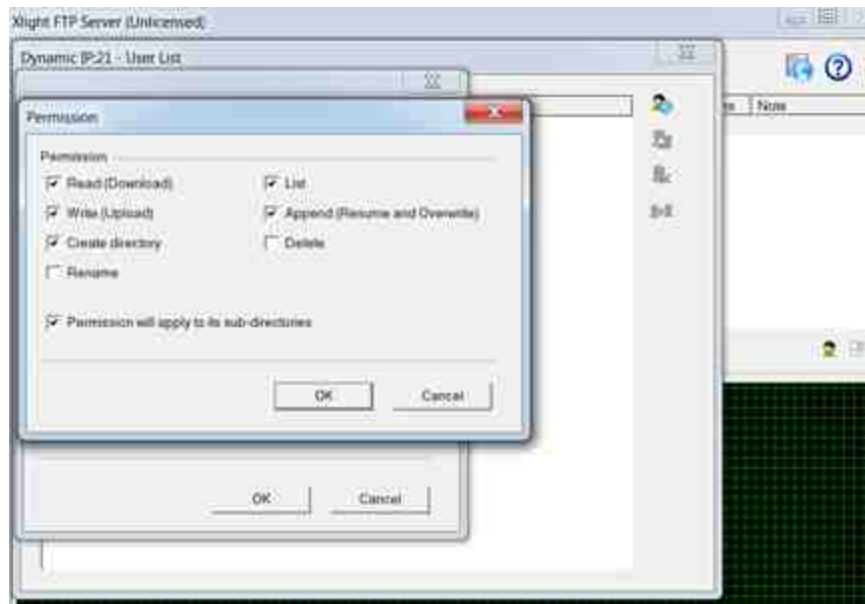 Xlight FTP Server (Unlicensed)
Dynamic IP:21 - User List
Note
Permission
Permission
Read (Download)
List
Write (Upload)
Append (Resume and Overwrite)
Create directory
Delete
Rename
Permission will apply to its sub-directories
OK
Cancel
OK
Cancel